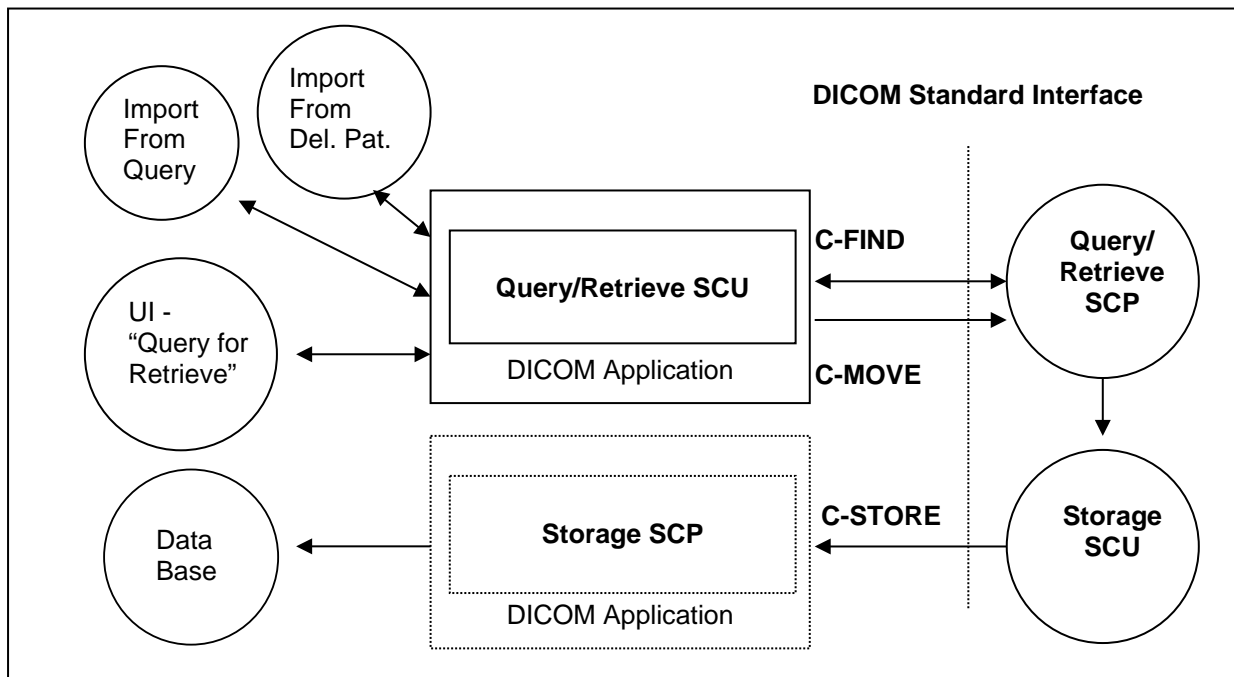 Import
From
Query
Import
From
Del. Pat.
DICOM Standard Interface
UI -
“Query for
Retrieve”
Query/Retrieve SCU
DICOM Application
C-FIND
C-MOVE
Query/
Retrieve
SCP
Data
Base
Storage SCP
DICOM Application
C-STORE
Storage
SCU